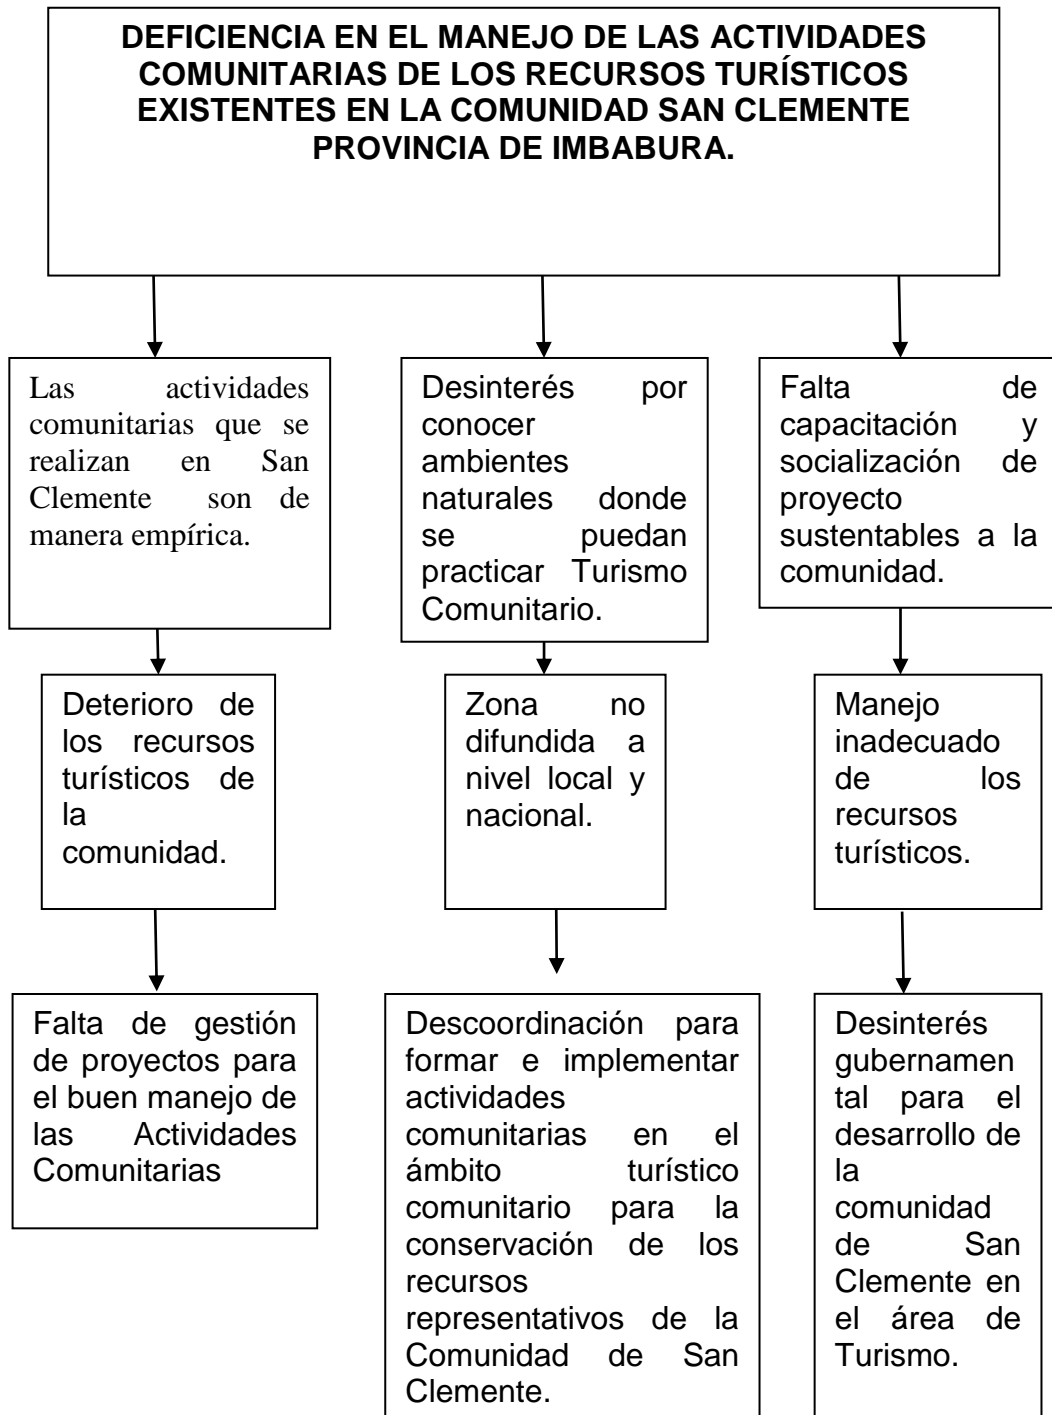 DEFICIENCIA EN EL MANEJO DE LAS ACTIVIDADES
COMUNITARIAS DE LOS RECURSOS TURÍSTICOS
EXISTENTES EN LA COMUNIDAD SAN CLEMENTE
PROVINCIA DE IMBABURA.
Las actividades
comunitarias que se
realizan en San
Clemente son de
manera empírica.
Desinterés por
conocer
ambientes
naturales donde
se puedan
practicar Turismo
Comunitario.
Falta de
capacitación y
socialización de
proyecto
sustentables a la
comunidad.
Deterioro de
los recursos
turísticos de
la
comunidad.
Zona no
difundida a
nivel local y
nacional.
Manejo
inadecuado
de los
recursos
turísticos.
Falta de gestión
de proyectos para
el buen manejo de
las Actividades
Comunitarias
Descoordinación para
formar e implementar
actividades
comunitarias en el
ámbito turístico
comunitario para la
conservación de los
recursos
representativos de la
Comunidad de San
Clemente.
Desinterés
gubernamen
tal para el
desarrollo de
la
comunidad
de San
Clemente en
el área de
Turismo.